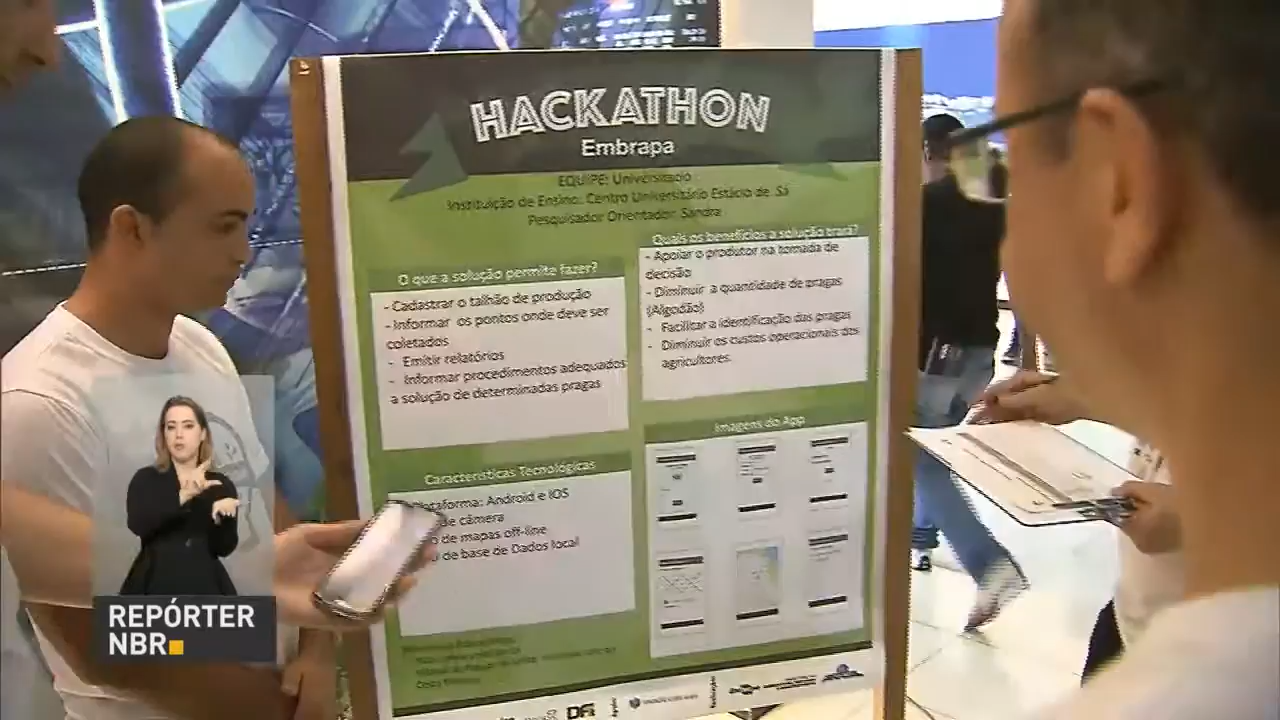 HACKATHON
Embrapa
EQUIPE: Universitacio
Instituição de Ensino: Centro Universitário Estácio de Sá
Pesquisador Orientador: Sandra
O que a solução permite fazer?
- Cadastrar o talhão de produção
- Informar os pontos onde deve ser
coletados
- Emitir relatórios
- Informar procedimentos adequados
a solução de determinadas pragas
Quais os benefícios a solução trará?
- Apoiar o produtor na tomada de
decisão
- Diminuir a quantidade de pragas
(Algodão)
- Facilitar a identificação das pragas
- Diminuir os custos operacionais dos
agricultores.
Características Tecnológicas
Android e IOS
de câmera
de mapas off-line
de base de Dados local
Imagens do App
REPÓRTER
NBR